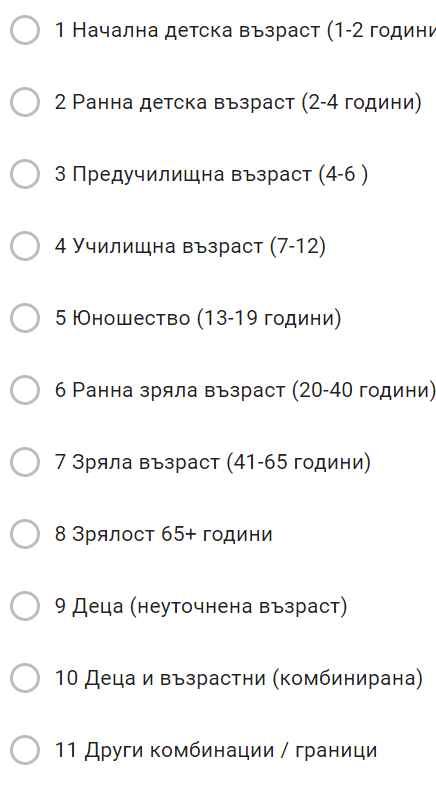 1 Начална детска възраст (1-2 години
2 Ранна детска възраст (2-4 години)
3 Предучилищна възраст (4-6 )
4 Училищна възраст (7-12)
5 Юношество (13-19 години)
6 Ранна зряла възраст (20-40 години)
7 Зряла възраст (41-65 години)
8 Зрялост 65+ години
9 Деца (неуточнена възраст)
10 Деца и възрастни (комбинирана)
11 Други комбинации / граници